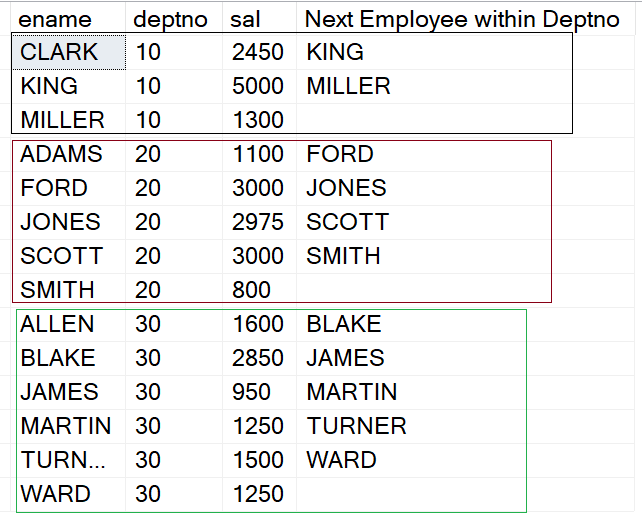 ename deptno sal Next Employee within Deptno
CLARK 10 2450 KING
KING 10 5000 MILLER
MILLER 10 1300
ADAMS 20 1100 FORD
FORD 20 3000 JONES
JONES 20 2975 SCOTT
SCOTT 20 3000 SMITH
SMITH 20 800
ALLEN 30 1600 BLAKE
BLAKE 30 2850 JAMES
JAMES 30 950 MARTIN
MARTIN 30 1250 TURNER
TURN... 30 1500 WARD
WARD 30 1250